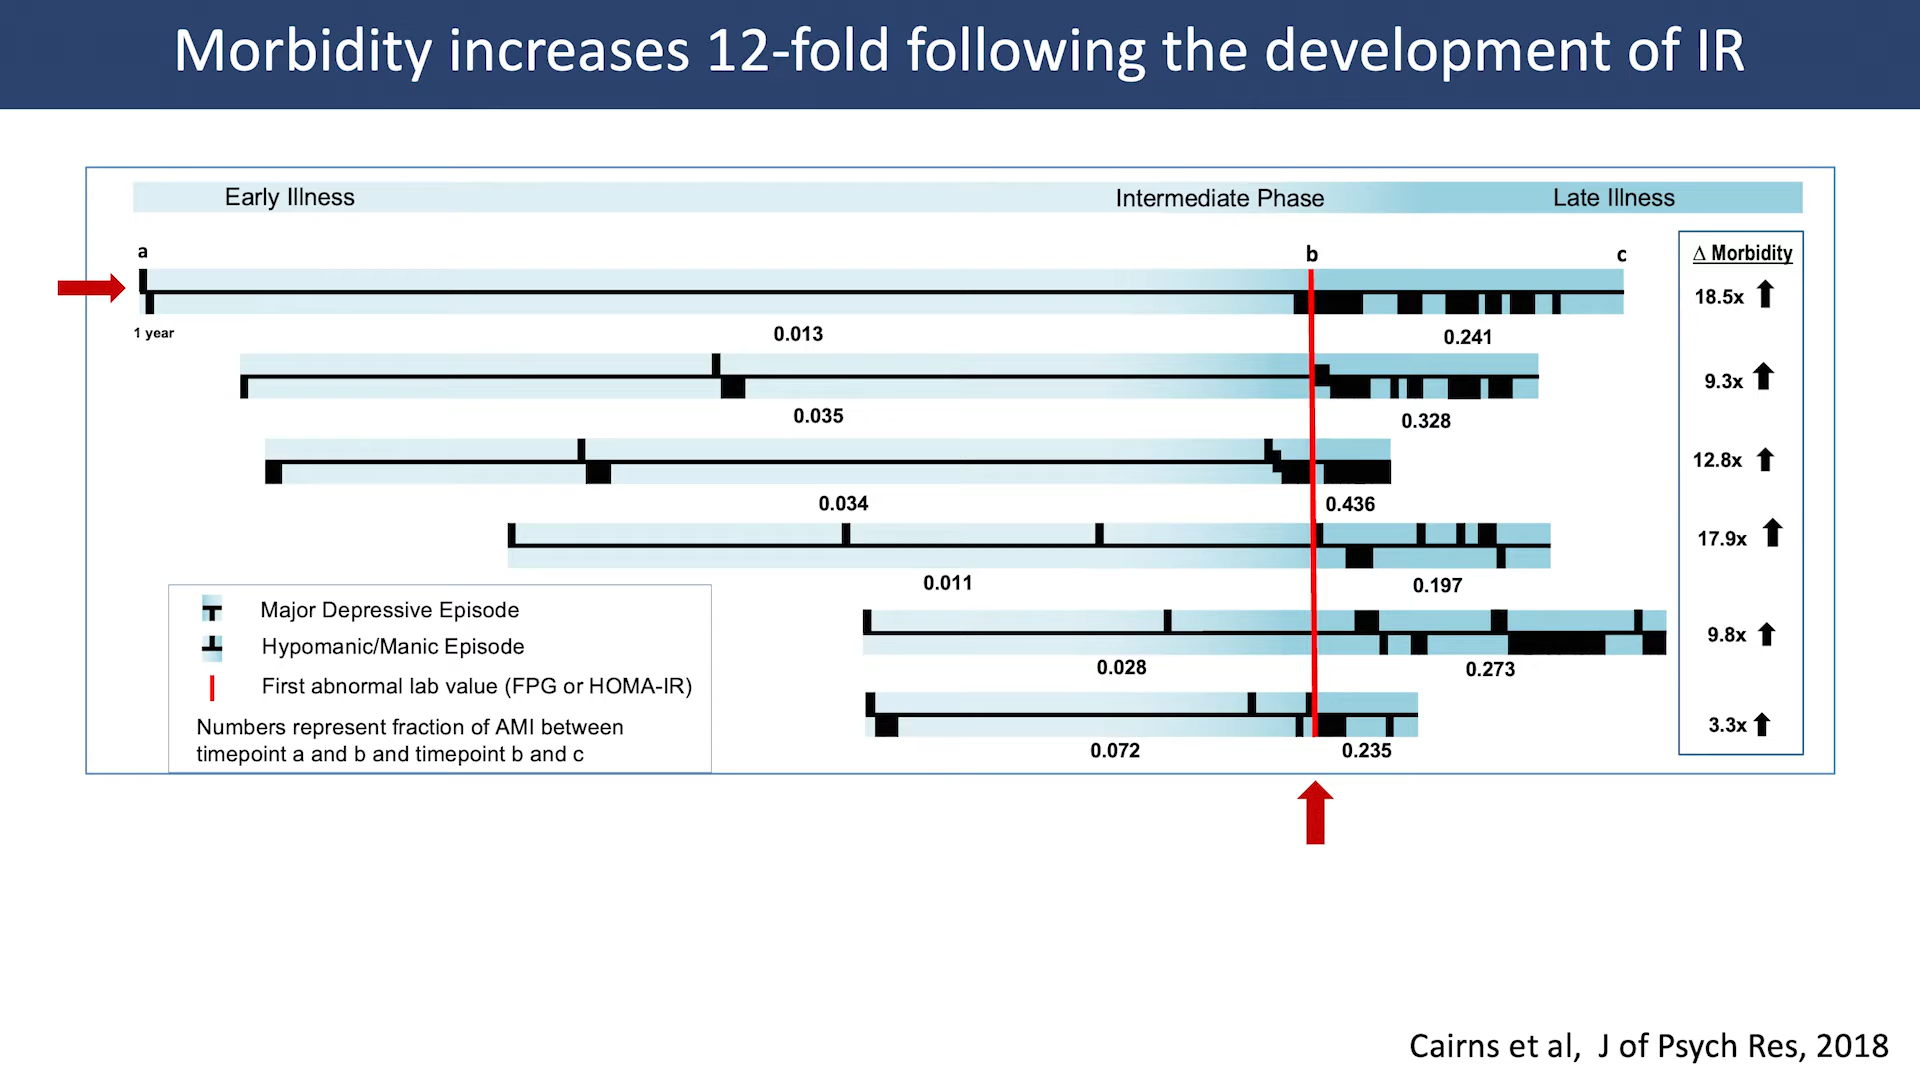 Morbidity increases 12-fold following the development of IR
Early Illness
Intermediate Phase
Late Illness
a
b
c
Δ Morbidity
18.5x
1 year
0.013
0.241
9.3x
0.035
0.328
12.8x
0.034
0.436
17.9x
0.011
0.197
9.8x
0.028
0.273
3.3x
0.072
0.235
Major Depressive Episode
Hypomanic/Manic Episode
First abnormal lab value (FPG or HOMA-IR)
Numbers represent fraction of AMI between
timepoint a and b and timepoint b and c
Cairns et al, J of Psych Res, 2018